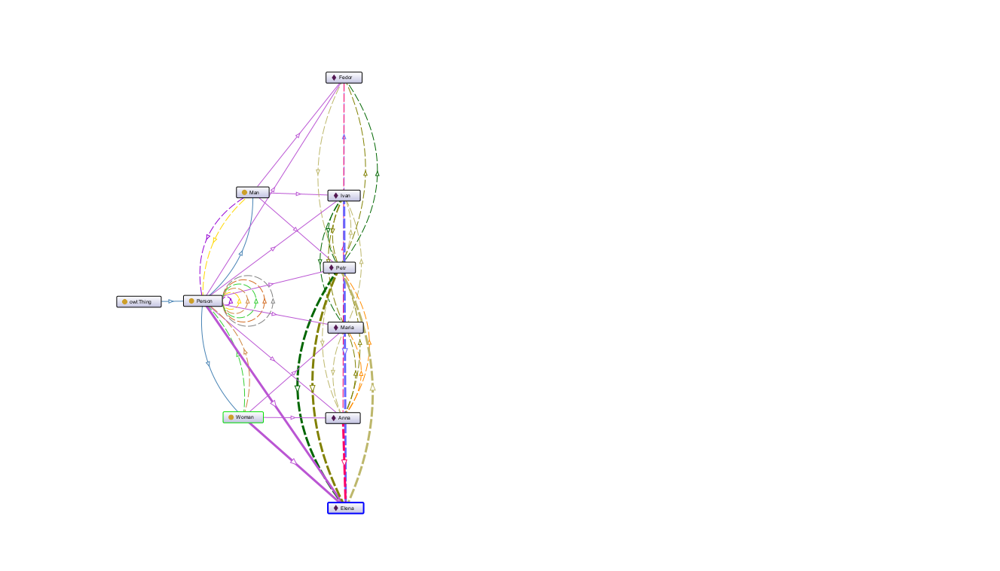 Fedor
Man
Ivan
Petr
owl:Thing
Person
Maria
Woman
Anna
Elena